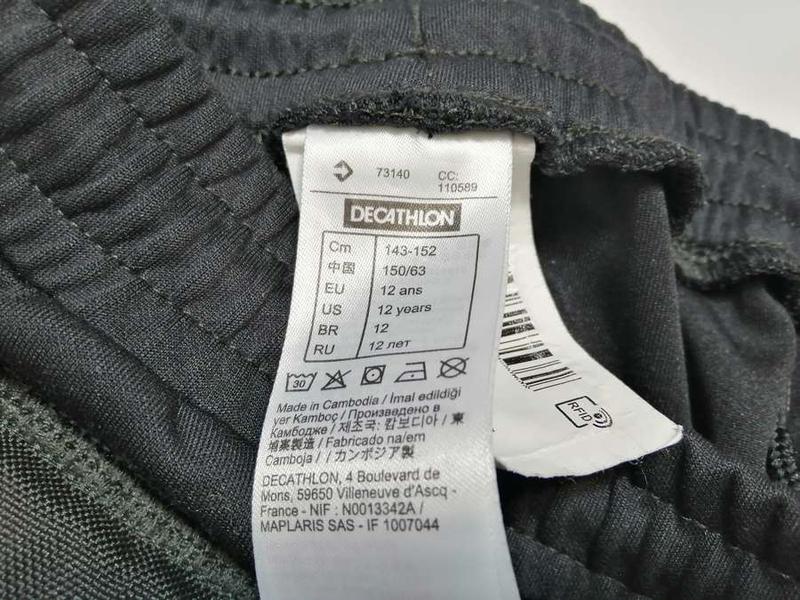 73140 CC:
110589
DECATHLON
Cm 143-152
中国 150/63
EU 12 ans
US 12 years
BR 12
RU 12 лет
30
Made in Cambodia / İmal edildiği
yer Kamboç / Произведено в
Камбодже / 제조국: 캄보디아 / 柬
埔寨製造 / Fabricado na/em
Camboja / / カンボジア製
DECATHLON, 4 Boulevard de
Mons, 59650 Villeneuve d'Ascq -
France - NIF : N0013342A /
MAPLARIS SAS - IF 1007044
RFID